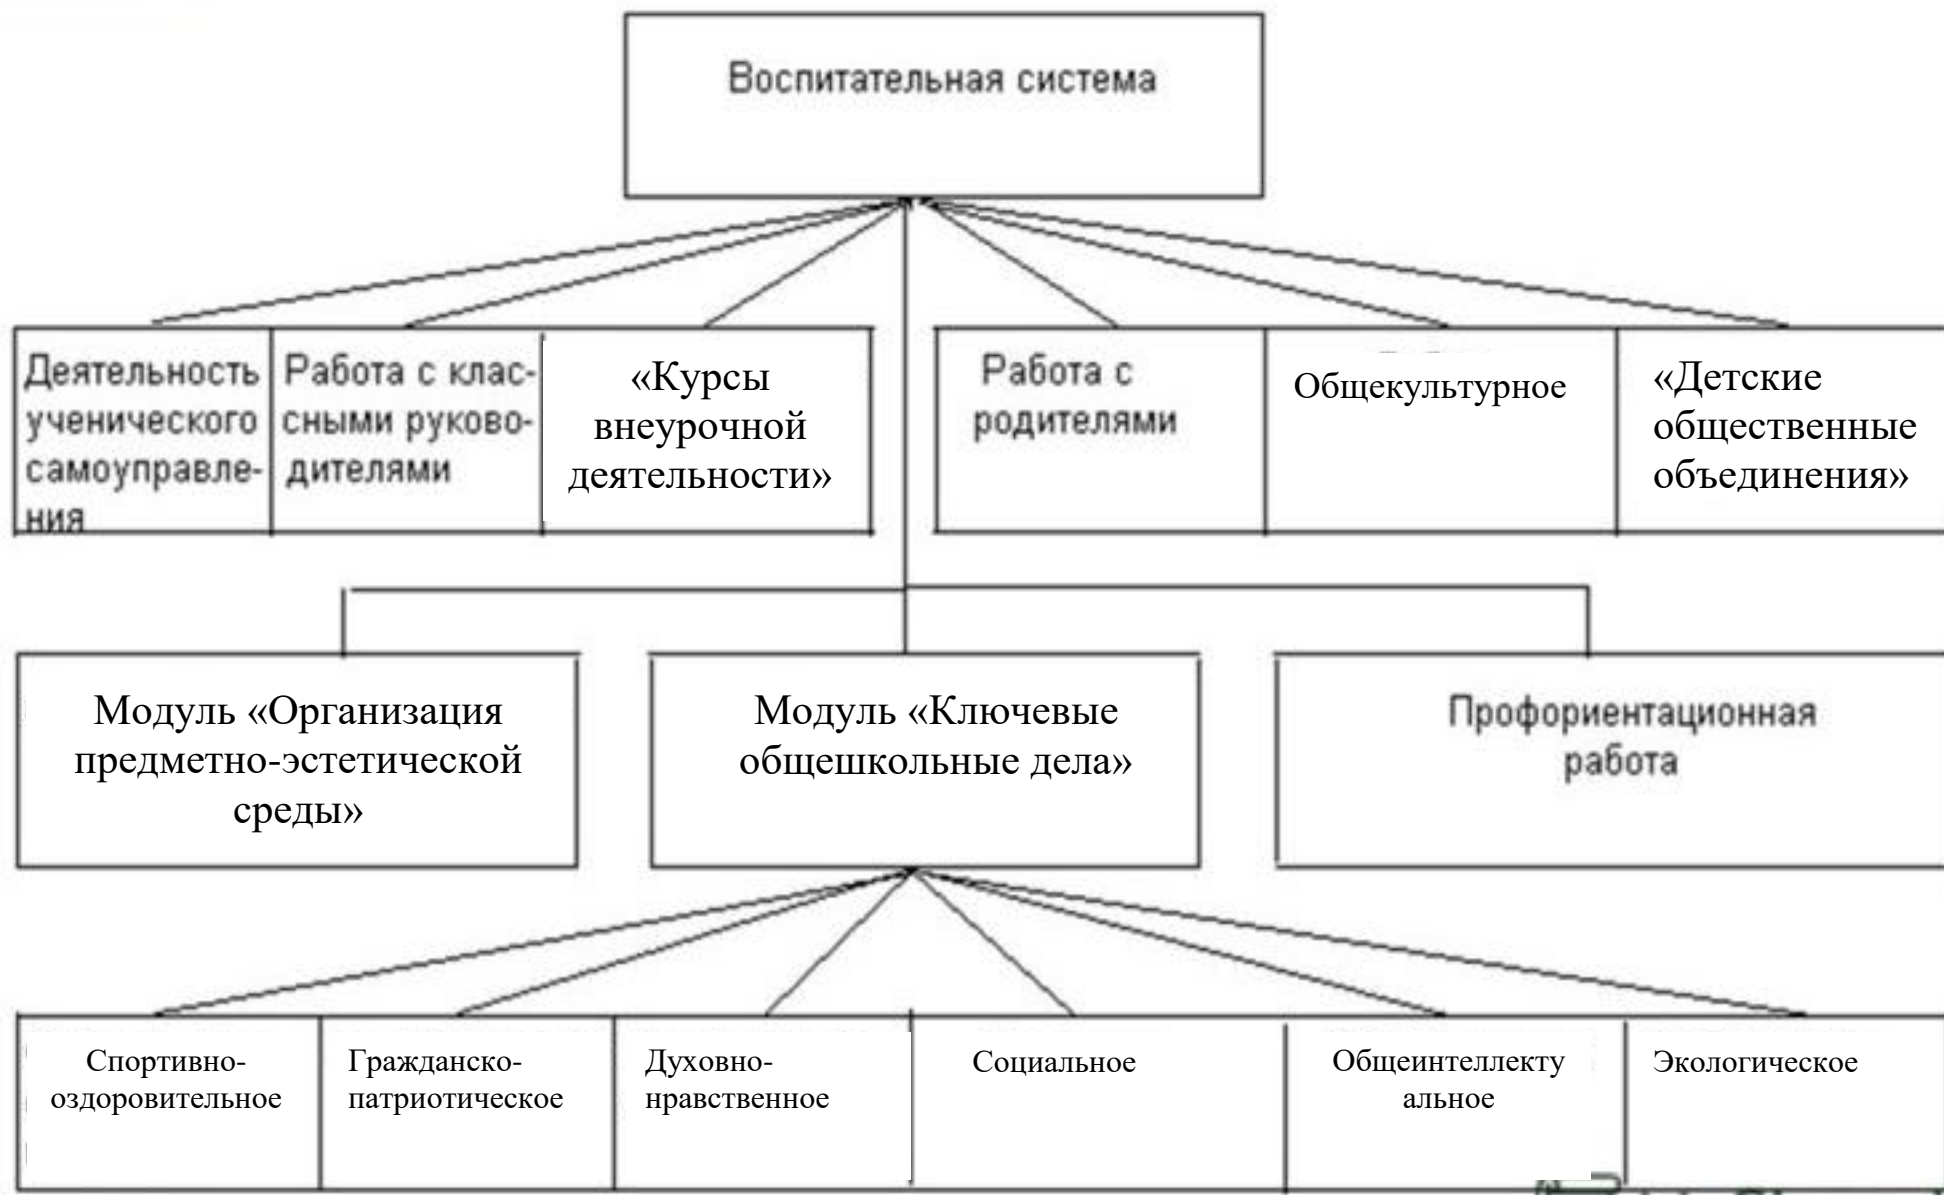 Воспитательная система
Деятельность
ученического
самоуправле-
ния
Работа с клас-
сными руково-
дителями
«Курсы
внеурочной
деятельности»
Работа с
родителями
Общекультурное
«Детские
общественные
объединения»
Модуль «Организация
предметно-эстетической
среды»
Модуль «Ключевые
общешкольные дела»
Профориентационная
работа
Спортивно-
оздоровительное
Гражданско-
патриотическое
Духовно-
нравственное
Социальное
Общеинтеллекту
альное
Экологическое